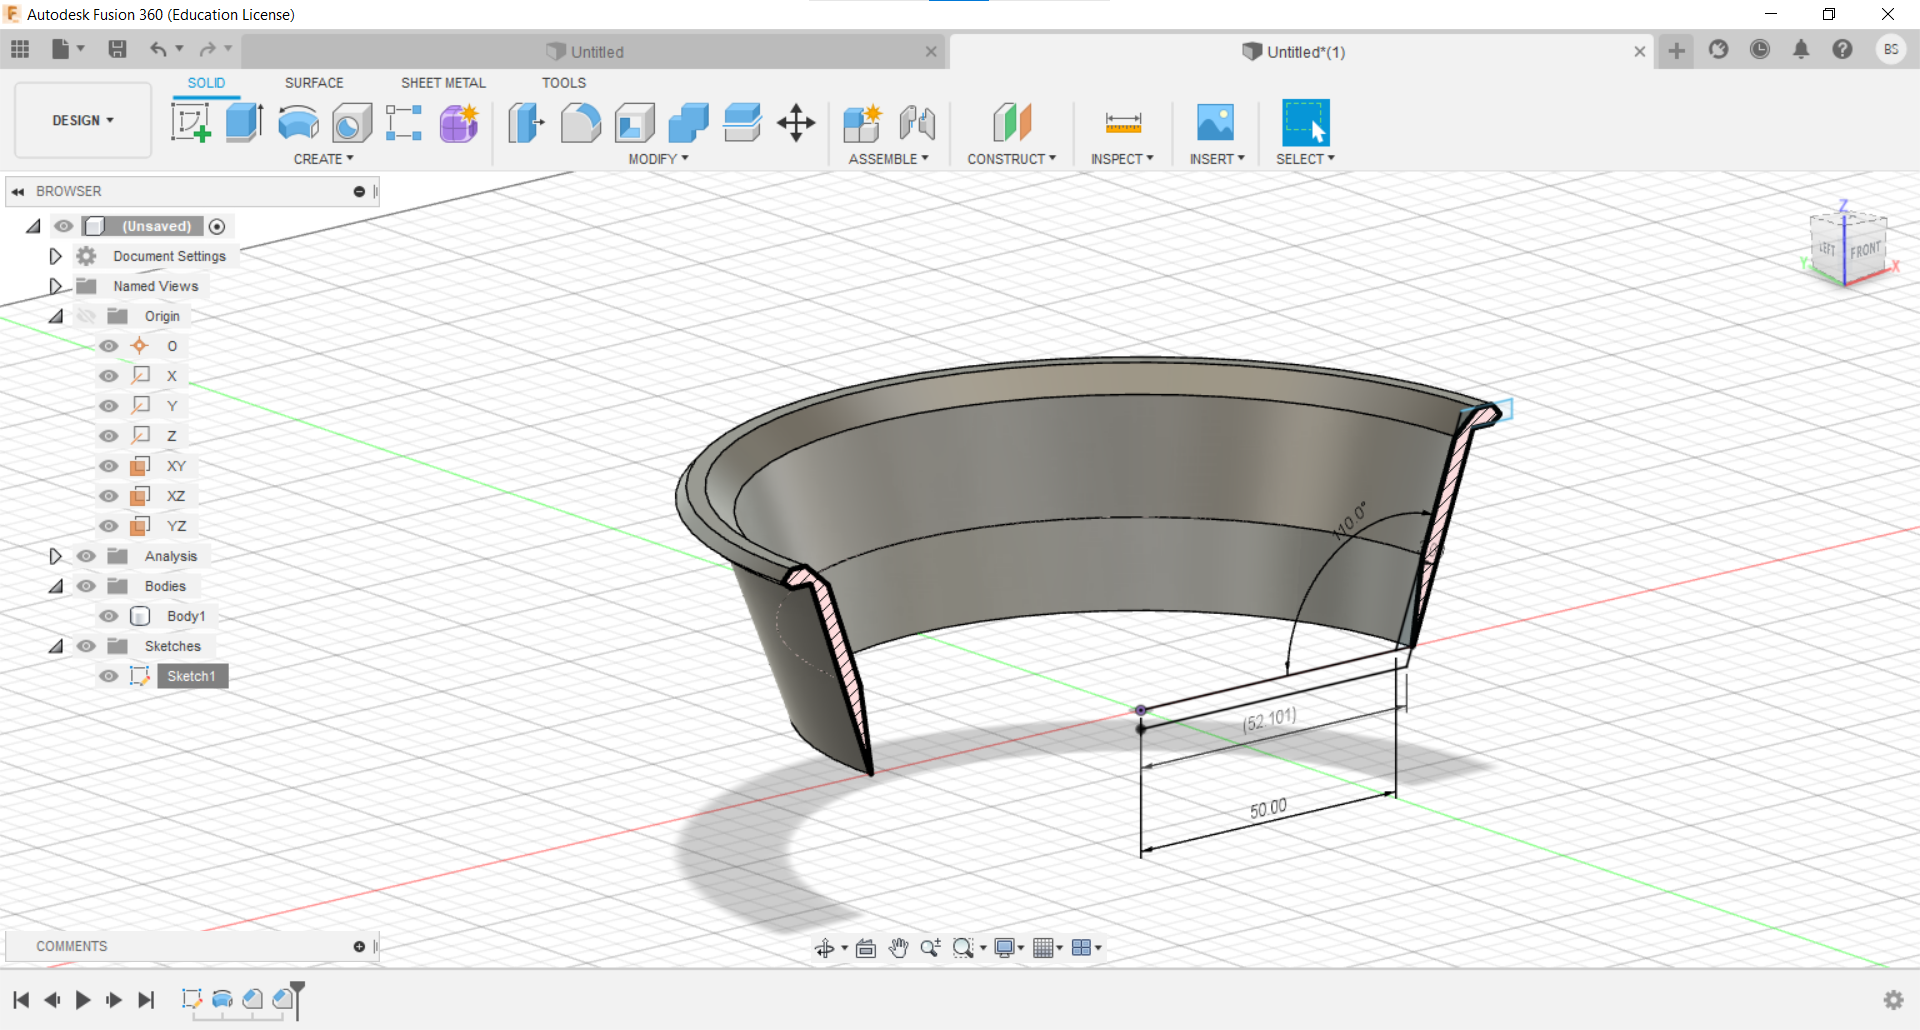 Autodesk Fusion 360 (Education License)
Untitled
Untitled*(1)
BS
DESIGN
SOLID
SURFACE
SHEET METAL
TOOLS
CREATE
MODIFY
ASSEMBLE
CONSTRUCT
INSPECT
INSERT
SELECT
BROWSER
(Unsaved)
Document Settings
Named Views
Origin
O
X
Y
Z
XY
XZ
YZ
Analysis
Bodies
Body1
Sketches
Sketch1
Z
LEFT
FRONT
Y
X
110.0°
(52.101)
50.00
COMMENTS